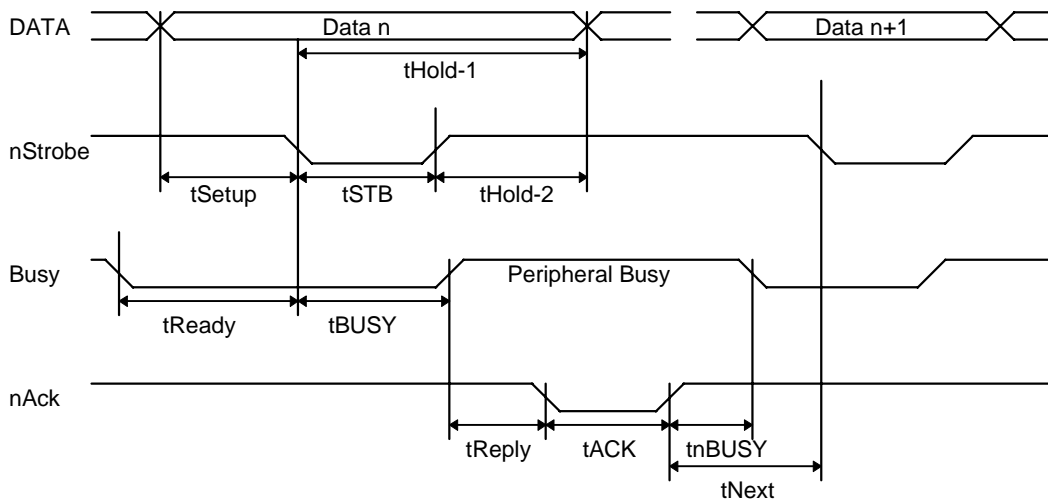 DATA
Data n
Data n+1
tHold-1
nStrobe
tSetup
tSTB
tHold-2
Busy
Peripheral Busy
tReady
tBUSY
nAck
tReply
tACK
tnBUSY
tNext